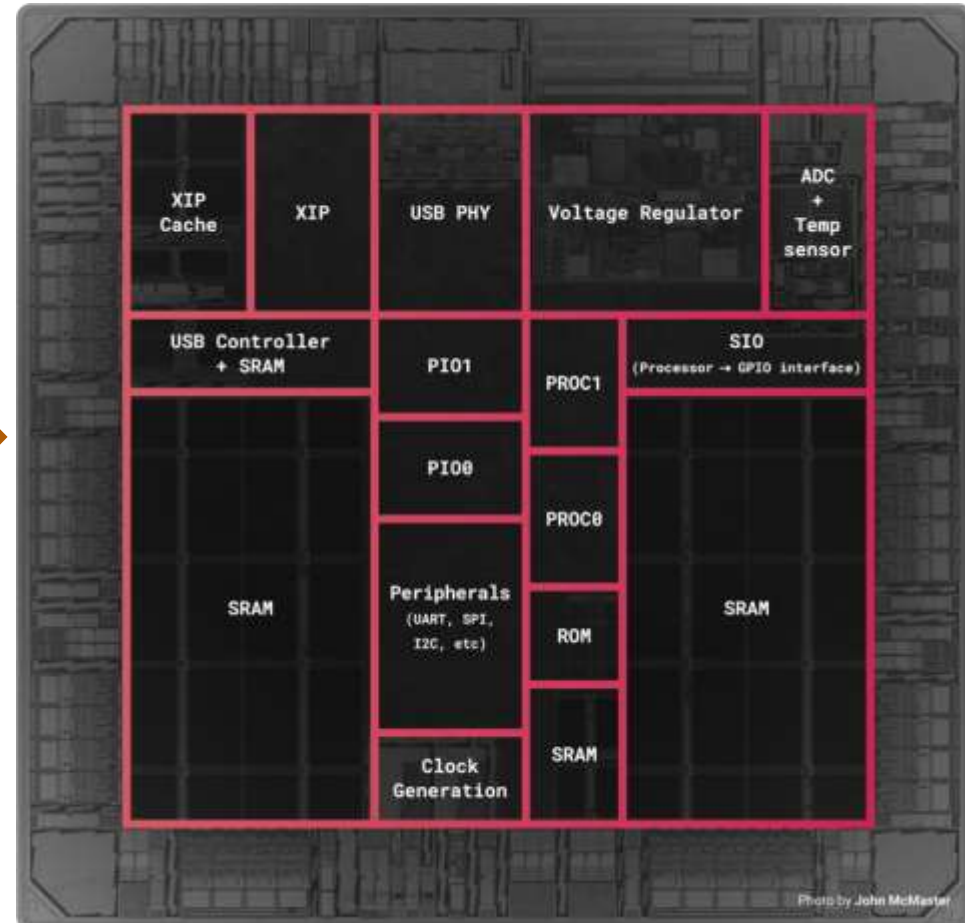 XIP
Cache
XIP
USB PHY
Voltage Regulator
ADC
+
Temp
sensor
USB Controller
+ SRAM
PIO1
PROC1
SIO
(Processor → GPIO interface)
PIO0
PROC0
SRAM
Peripherals
(UART, SPI,
I2C, etc)
ROM
SRAM
Clock
Generation
SRAM
Photo by John McMaster